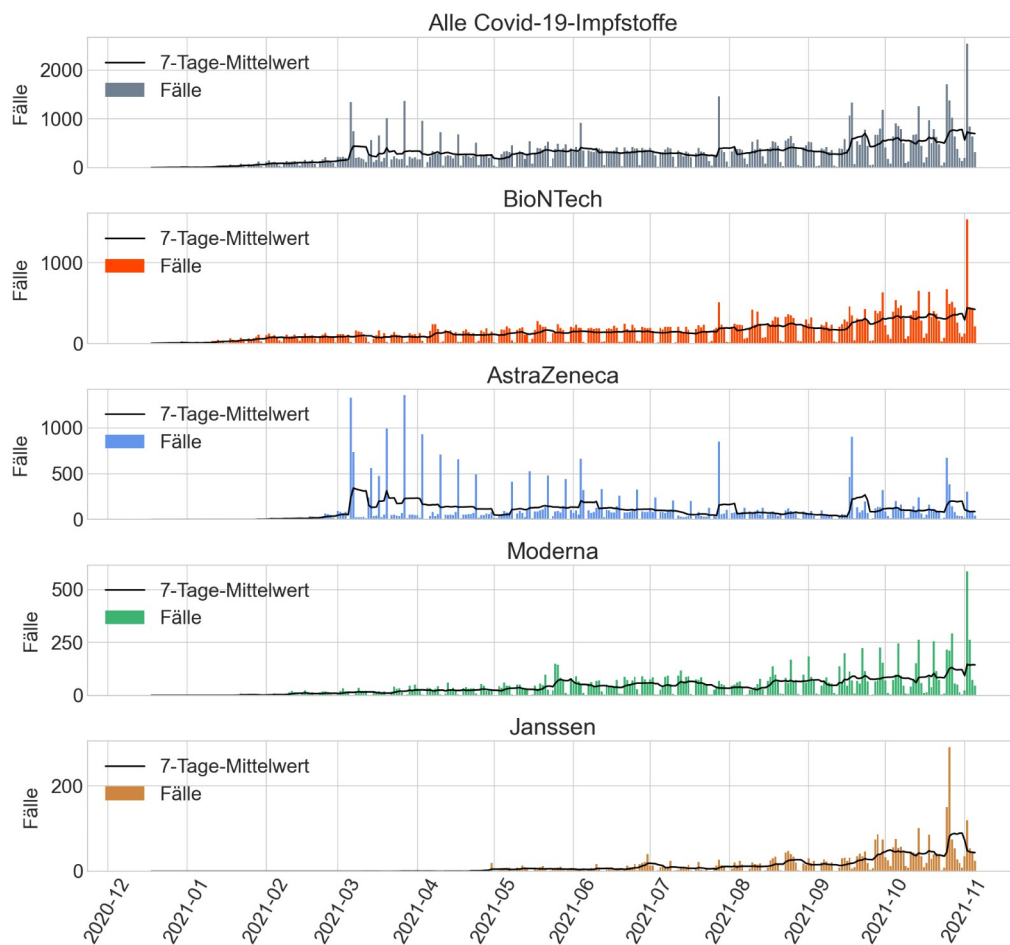 Alle Covid-19-Impfstoffe
Fälle
2000
1000
0
7-Tage-Mittelwert
Fälle
BioNTech
Fälle
1000
0
7-Tage-Mittelwert
Fälle
AstraZeneca
Fälle
1000
500
0
7-Tage-Mittelwert
Fälle
Moderna
Fälle
500
250
0
7-Tage-Mittelwert
Fälle
Janssen
Fälle
200
0
7-Tage-Mittelwert
Fälle
2020-12
2021-01
2021-02
2021-03
2021-04
2021-05
2021-06
2021-07
2021-08
2021-09
2021-10
2021-11